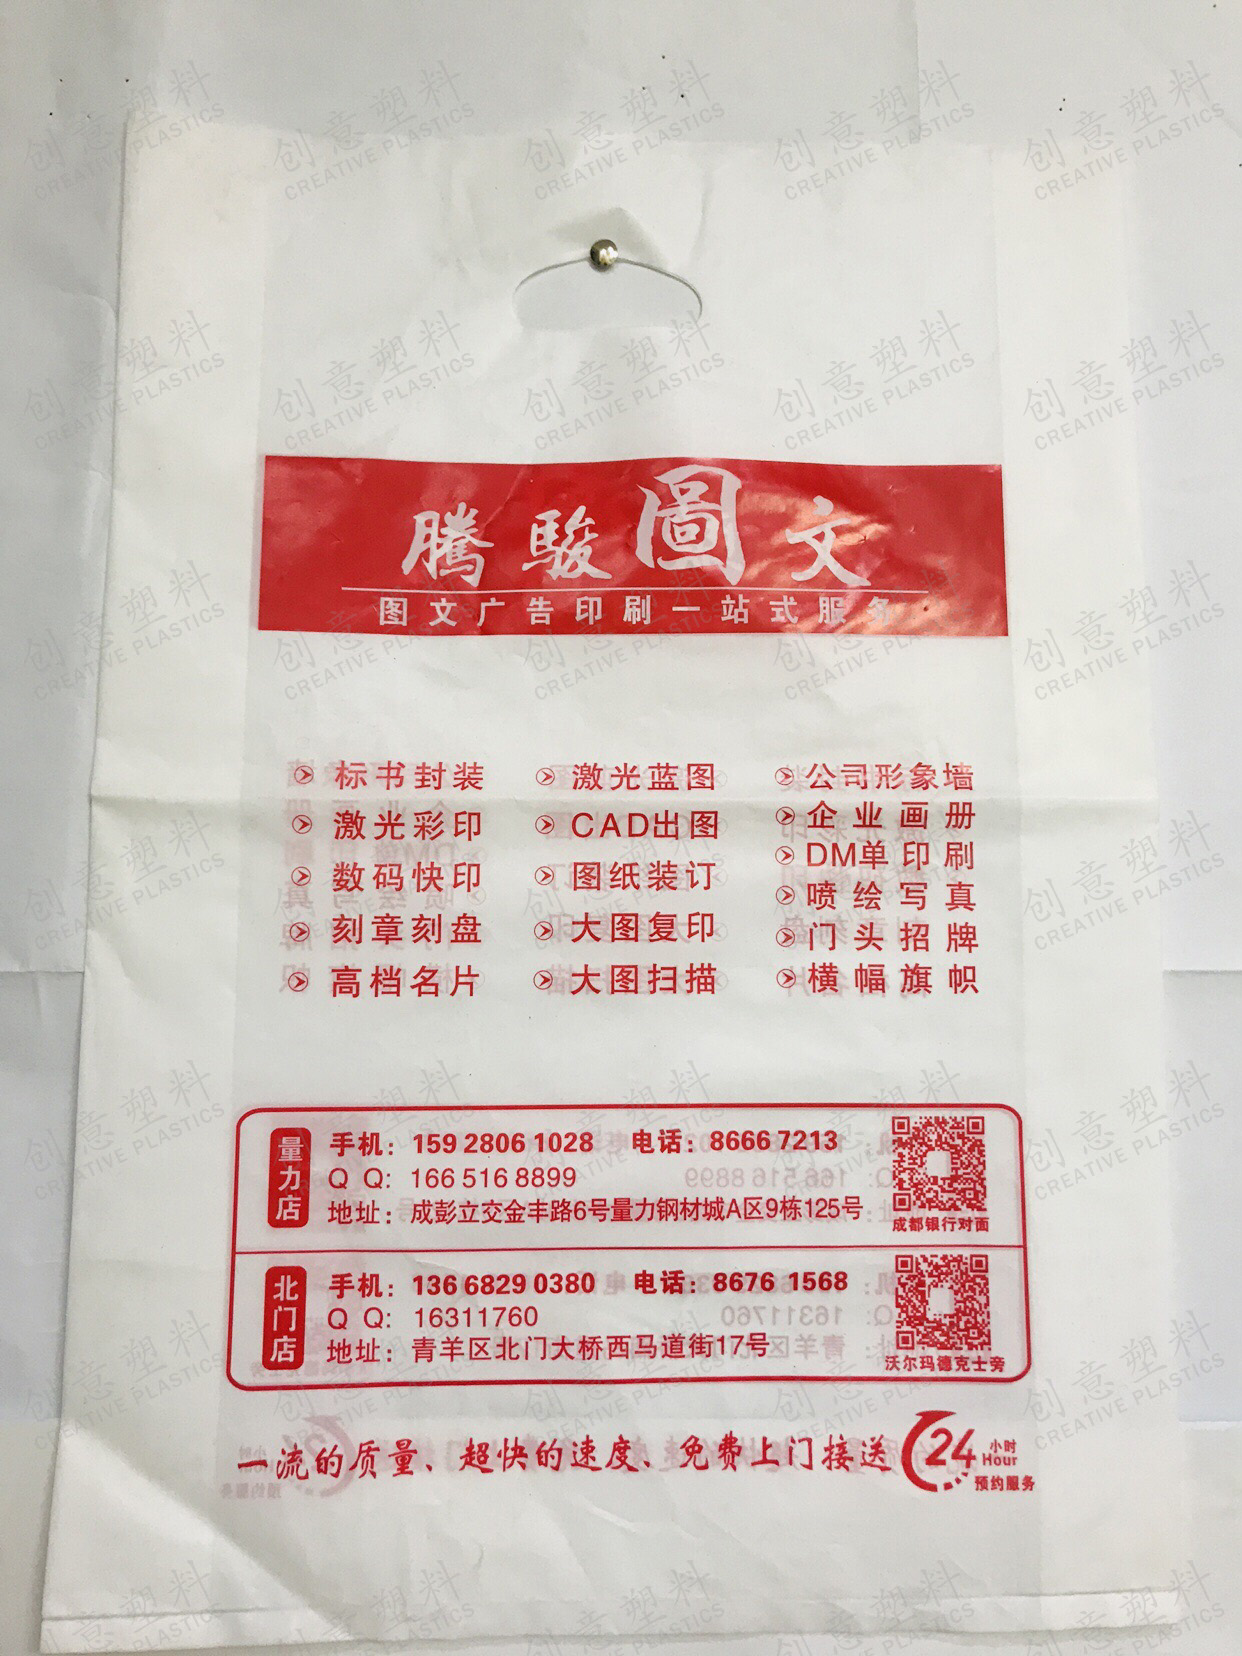 騰駿圖文
图文广告印刷一站式服务
标书封装
激光彩印
数码快印
刻章刻盘
高档名片
激光蓝图
CAD出图
图纸装订
大图复印
大图扫描
公司形象墙
企业画册
DM单印刷
喷绘写真
门头招牌
横幅旗帜
量力店
手机：159 2806 1028 电话：8666 7213
QQ：166 516 8899
地址：成彭立交金丰路6号量力钢材城A区9栋125号
成都银行对面
北门店
手机：136 6829 0380 电话：8676 1568
QQ：16311760
地址：青羊区北门大桥西马道街17号
沃尔玛德克士旁
一流的质量、超快的速度、免费上门接送
24小时
Hour
预约服务
创意塑料
CREATIVE PLASTICS